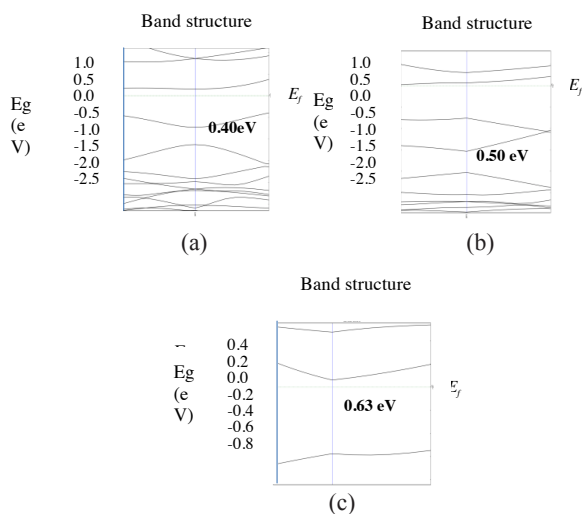 Band structure
1.0
0.5
0.0
-0.5
-1.0
-1.5
-2.0
-2.5
Eg
(e
V)
0.40eV
E_f
(a)
Band structure
1.0
0.5
0.0
-0.5
-1.0
-1.5
-2.0
-2.5
Eg
(e
V)
0.50 eV
E_f
(b)
Band structure
0.4
0.2
0.0
-0.2
-0.4
-0.6
-0.8
Eg
(e
V)
0.63 eV
(c)